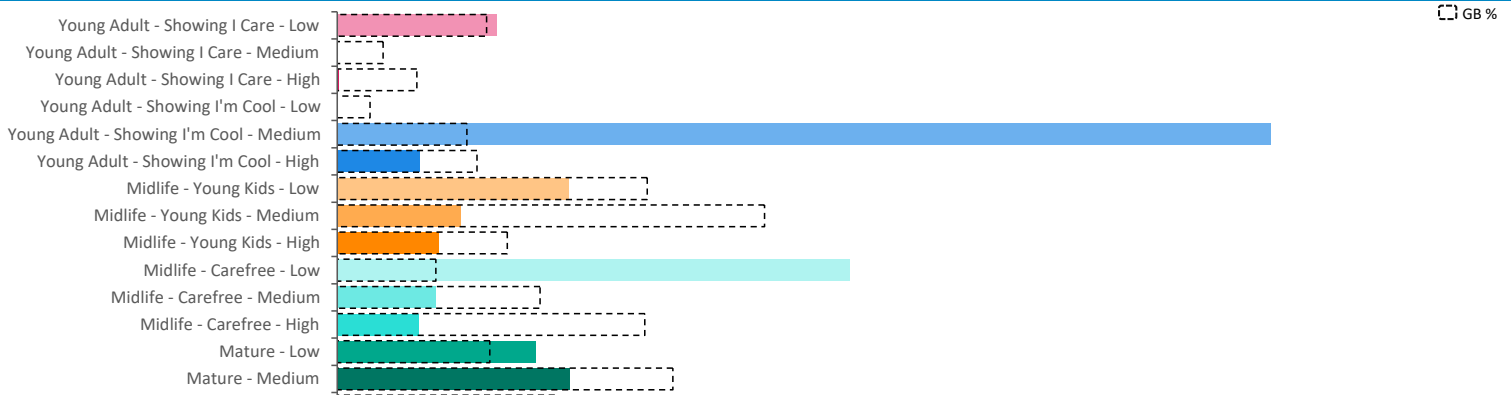 GB %
Young Adult - Showing I Care - Low
Young Adult - Showing I Care - Medium
Young Adult - Showing I Care - High
Young Adult - Showing I'm Cool - Low
Young Adult - Showing I'm Cool - Medium
Young Adult - Showing I'm Cool - High
Midlife - Young Kids - Low
Midlife - Young Kids - Medium
Midlife - Young Kids - High
Midlife - Carefree - Low
Midlife - Carefree - Medium
Midlife - Carefree - High
Mature - Low
Mature - Medium